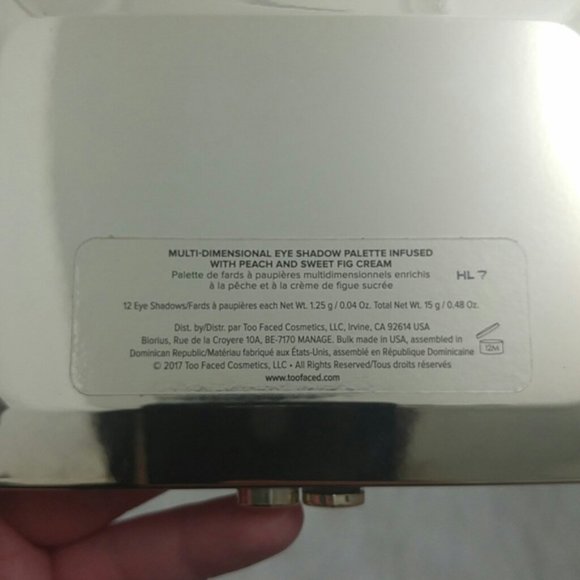 MULTI-DIMENSIONAL EYE SHADOW PALETTE INFUSED
WITH PEACH AND SWEET FIG CREAM
Palette de fards à paupières multidimensionnels enrichis
à la pêche et à la crème de figue sucrée
HL 7
12 Eye Shadows/Fards à paupières each Net Wt. 1.25 g / 0.04 Oz. Total Net Wt. 15 g / 0.48 Oz.
Dist. by/Distr. par Too Faced Cosmetics, LLC, Irvine, CA 92614 USA
Biorius, Rue de la Croyere 10A, BE-7170 MANAGE. Bulk made in USA, assembled in
Dominican Republic/Matériau fabriqué aux États-Unis, assemblé en République Dominicaine
12M
© 2017 Too Faced Cosmetics, LLC • All Rights Reserved/Tous droits réservés
www.toofaced.com